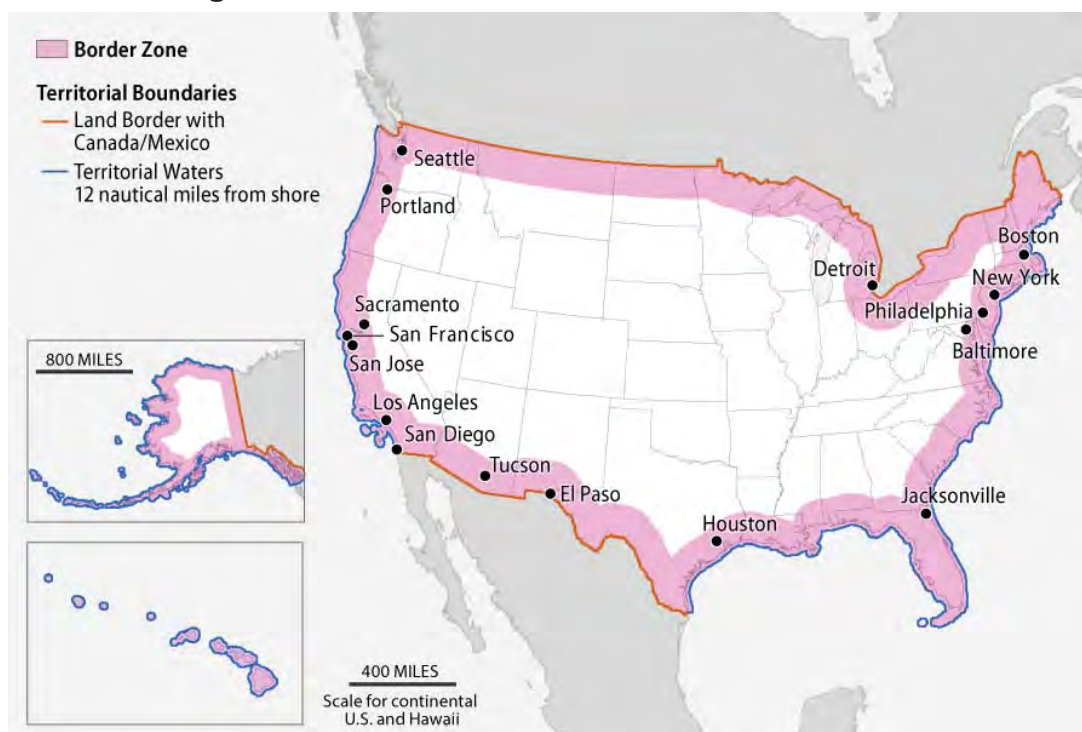 Border Zone
Territorial Boundaries
Land Border with
Canada/Mexico
Territorial Waters
12 nautical miles from shore
Seattle
Portland
Boston
Detroit
New York
Philadelphia
Baltimore
Sacramento
San Francisco
San Jose
Los Angeles
San Diego
Tucson
El Paso
Houston
Jacksonville
800 MILES
400 MILES
Scale for continental
U.S. and Hawaii